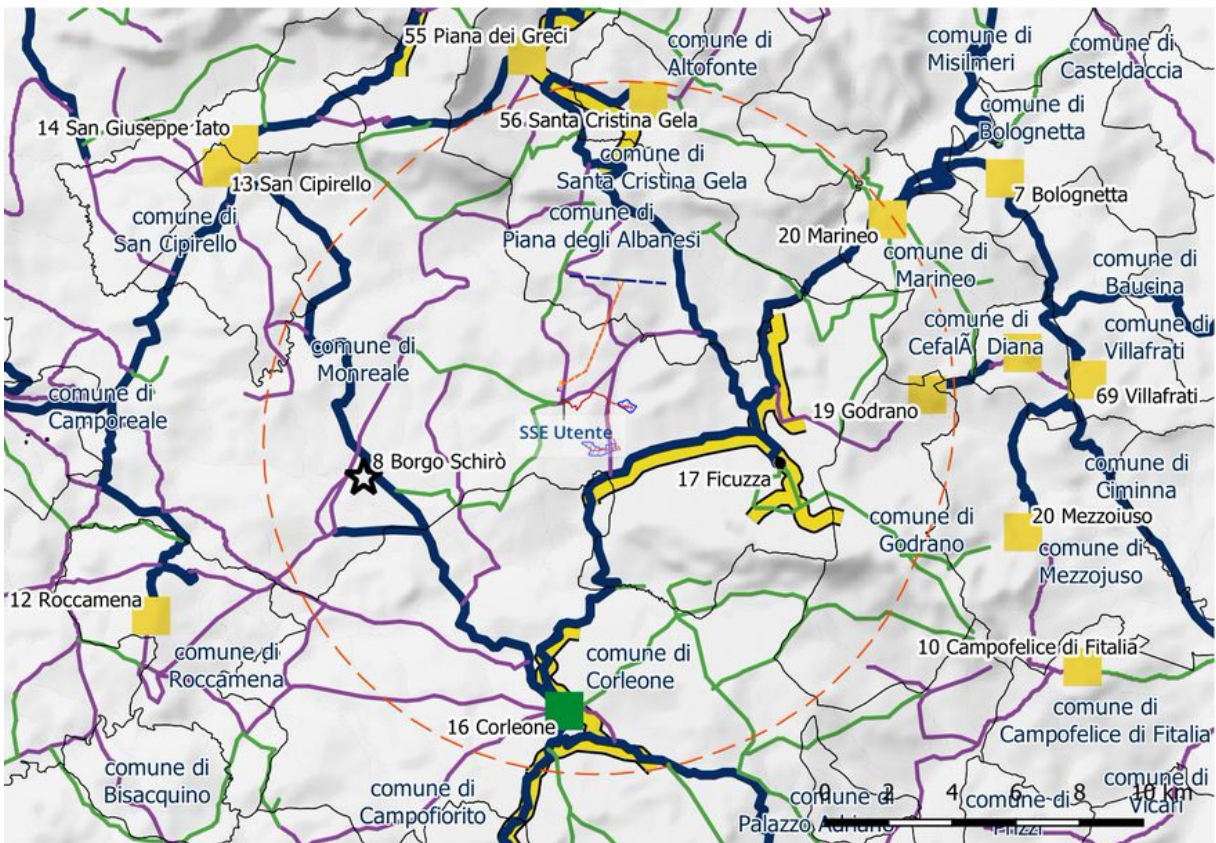 55 Piana dei Greci
comune di
Altofonte
comune di
Misilmeri
comune di
Casteldaccia
comune di
Bolognetta
14 San Giuseppe Iato
56 Santa Cristina Gela
13 San Cipirello
comune di
Santa Cristina Gela
7 Bolognetta
comune di
San Cipirello
comune di
Piana degli Albanesi
20 Marineo
comune di
Marineo
comune di
Baucina
comune di
CefalÃ Diana
comune di
Villafrati
comune di
Monreale
comune di
Camporeale
69 Villafrati
19 Godrano
SSE Utente
8 Borgo Schirò
17 Ficuzza
comune di
Ciminna
20 Mezzoiuso
comune di
Godrano
comune di
Mezzojuso
12 Roccamena
comune di
Roccamena
comune di
Corleone
10 Campofelice di Fitalia
16 Corleone
comune di
Campofelice di Fitalia
comune di
Bisacquino
comune di
Campofiorito
comune di
Palazzo Adriano
comune di
Prizzi
comune di
Vicari
0 2 4 6 8 10 km